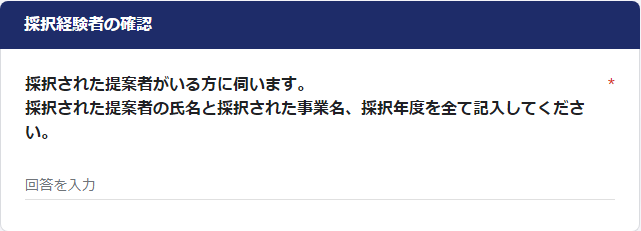 採択経験者の確認
採択された提案者がいる方に伺います。 *
採択された提案者の氏名と採択された事業名、採択年度を全て記入してくださ
い。
回答を入力